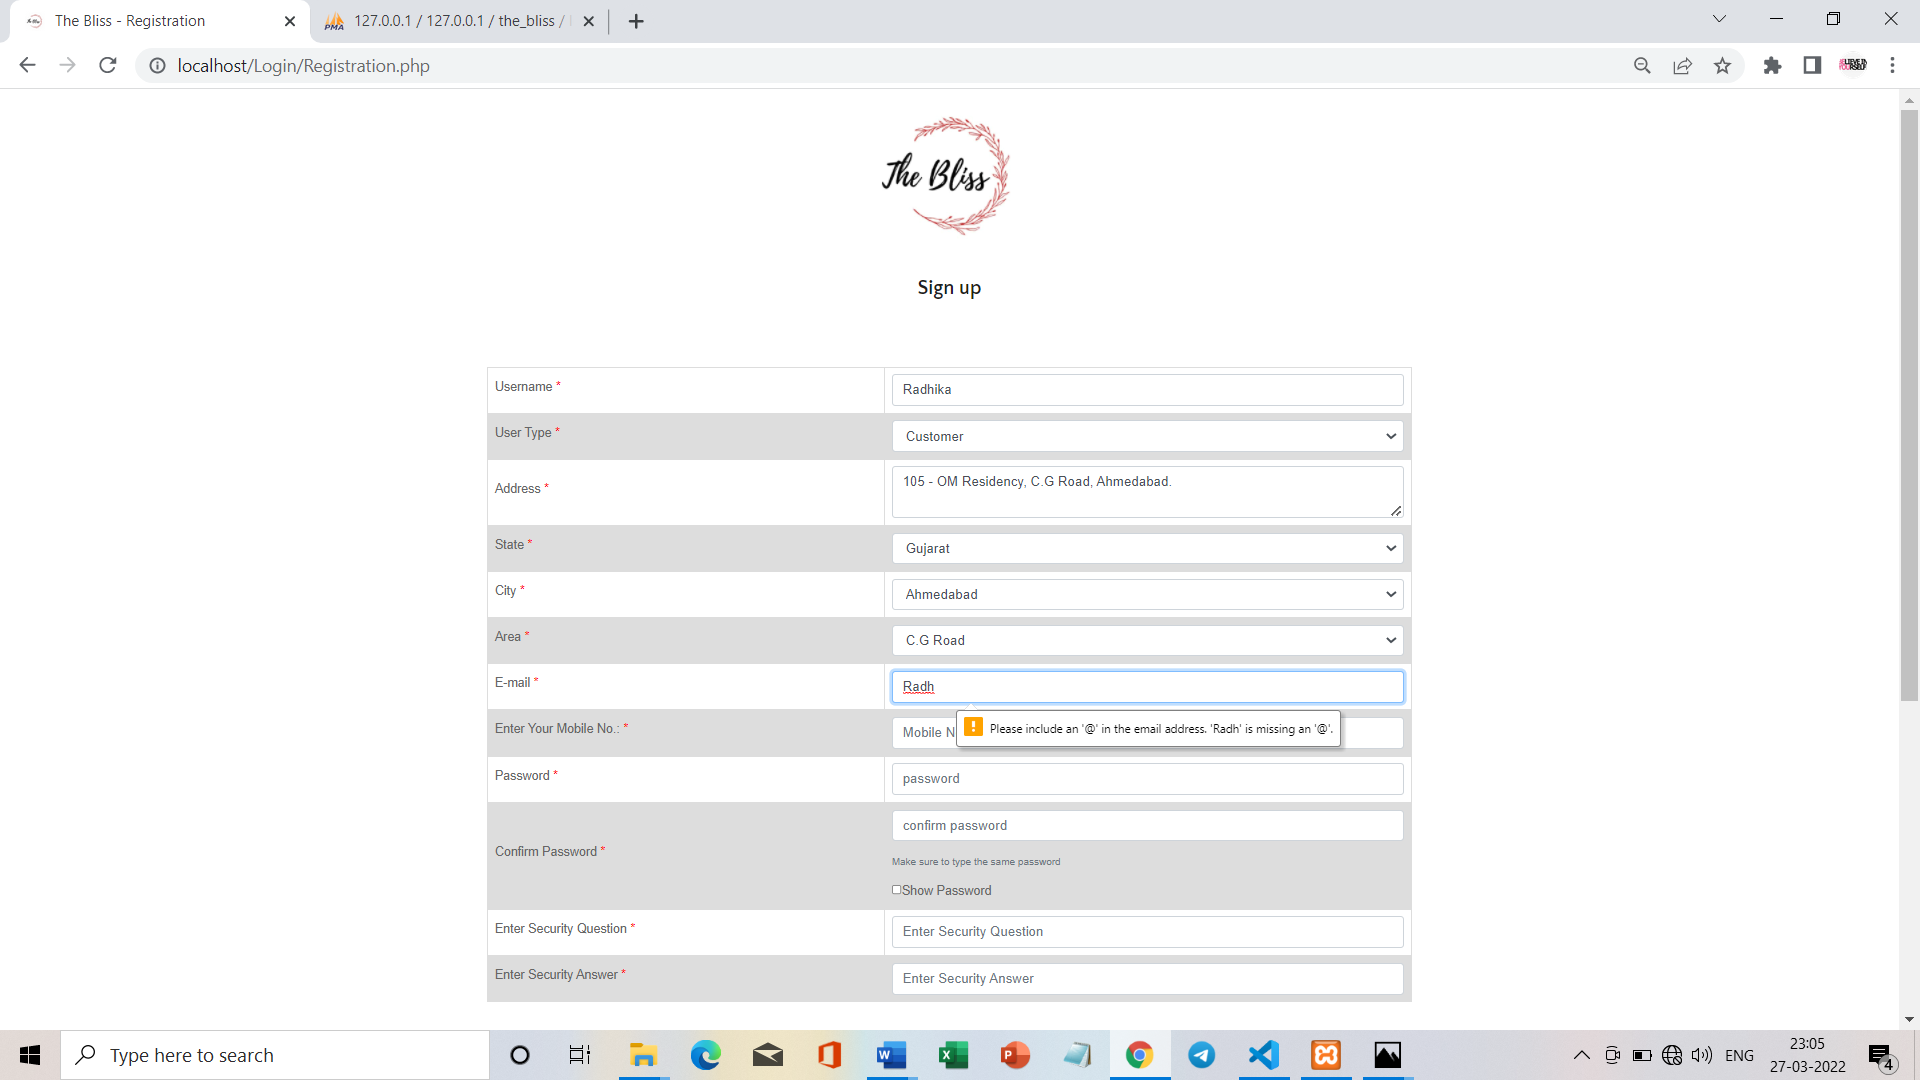 The Bliss - Registration
127.0.0.1 / 127.0.0.1 / the_bliss /
PMA
localhost/Login/Registration.php
The Bliss
Sign up
Username *
Radhika
User Type *
Customer
Address *
105 - OM Residency, C.G Road, Ahmedabad.
State *
Gujarat
City *
Ahmedabad
Area *
C.G Road
E-mail *
Radh
Please include an '@' in the email address. 'Radh' is missing an '@'.
Enter Your Mobile No.: *
Mobile N
Password *
password
Confirm Password *
confirm password
Make sure to type the same password
Show Password
Enter Security Question *
Enter Security Question
Enter Security Answer *
Enter Security Answer
Type here to search
ENG
23:05
27-03-2022
4